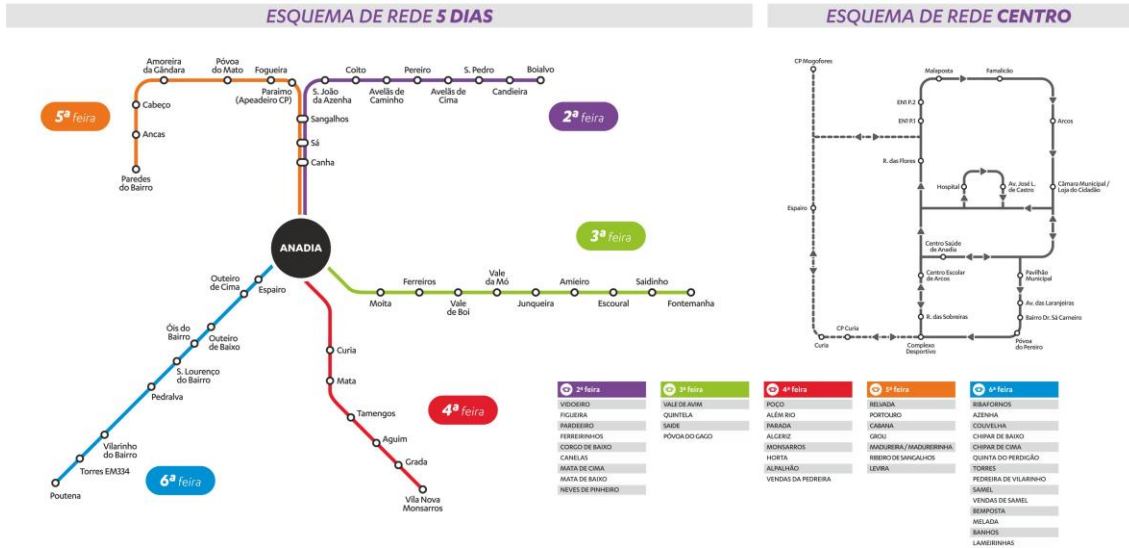 ESQUEMA DE REDE 5 DIAS
Amoreira
da Gândara
Póvoa
do Mato
Fogueira
Paraimo
(Apeadeiro CP)
Cabeço
Ancas
Paredes
do Bairro
5ª feira
S. João
da Azenha
Coito
Avelãs de
Caminho
Pereiro
Avelãs de
Cima
S. Pedro
Candieira
Boialvo
2ª feira
Sangalhos
Sá
Canha
ANADIA
3ª feira
Moita
Ferreiros
Vale
de Boi
Vale
da Mó
Junqueira
Amieiro
Escoural
Saidinho
Fontemanha
Outeiro
de Cima
Espairo
Óis do
Bairro
Outeiro
de Baixo
S. Lourenço
do Bairro
Pedralva
Vilarinho
do Bairro
Torres EM334
Poutena
6ª feira
Curia
Mata
Tamengos
Aguim
Grada
Vila Nova
Monsarros
4ª feira
ESQUEMA DE REDE CENTRO
CP Mogofores
Malaposta
Famalicão
EN1 P.2
EN1 P.1
Arcos
R. das Flores
Hospital
Av. José L.
de Castro
Câmara Municipal /
Loja do Cidadão
Espairo
Centro Saúde
de Anadia
Centro Escolar
de Arcos
Pavilhão
Municipal
Av. das Laranjeiras
R. das Sobreiras
Bairro Dr. Sá Carneiro
Curia
CP Curia
Complexo
Desportivo
Póvoa
do Pereiro
2ª feira
VIDOEIRO
FIGUEIRA
PARDEEIRO
FERREIRINHOS
CORGO DE BAIXO
CANELAS
MATA DE CIMA
MATA DE BAIXO
NEVES DE PINHEIRO
3ª feira
VALE DE AVIM
QUINTELA
SAIDE
PÓVOA DO GAGO
4ª feira
POÇO
ALÉM RIO
PARADA
ALGERIZ
MONSARROS
HORTA
ALPALHÃO
VENDAS DA PEDREIRA
5ª feira
RELVADA
PORTOURO
CABANA
GROU
MADUREIRA / MADUREIRINHA
RIBEIRO DE SANGALHOS
LEVIRA
6ª feira
RIBAFORNOS
AZENHA
COUVELHA
CHIPAR DE BAIXO
CHIPAR DE CIMA
QUINTA DO PERDIGÃO
TORRES
PEDREIRA DE VILARINHO
SAMEL
VENDAS DE SAMEL
BEMPOSTA
MELADA
BANHOS
LAMEIRINHAS